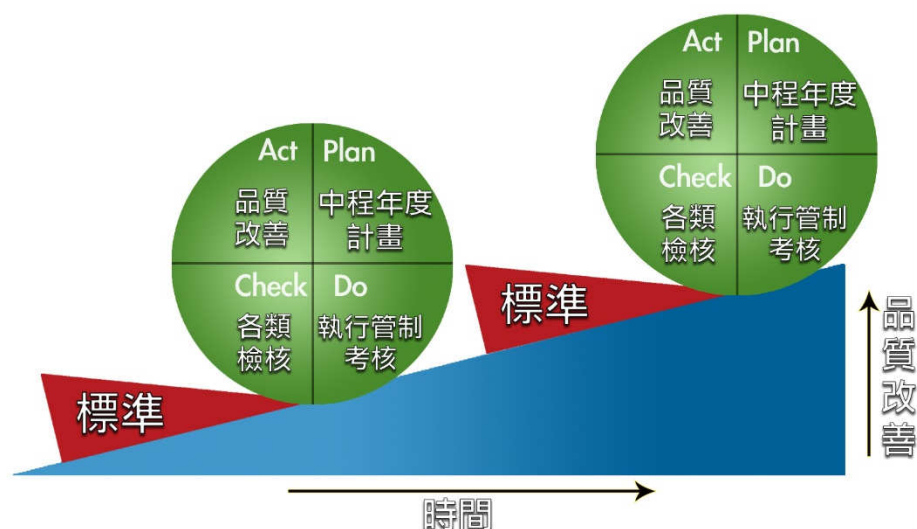 Act Plan
品質 中程年度
改善 計畫
Check Do
各類 執行管制
檢核 考核
標準
Act Plan
品質 中程年度
改善 計畫
Check Do
各類 執行管制
檢核 考核
標準
品質改善
時間